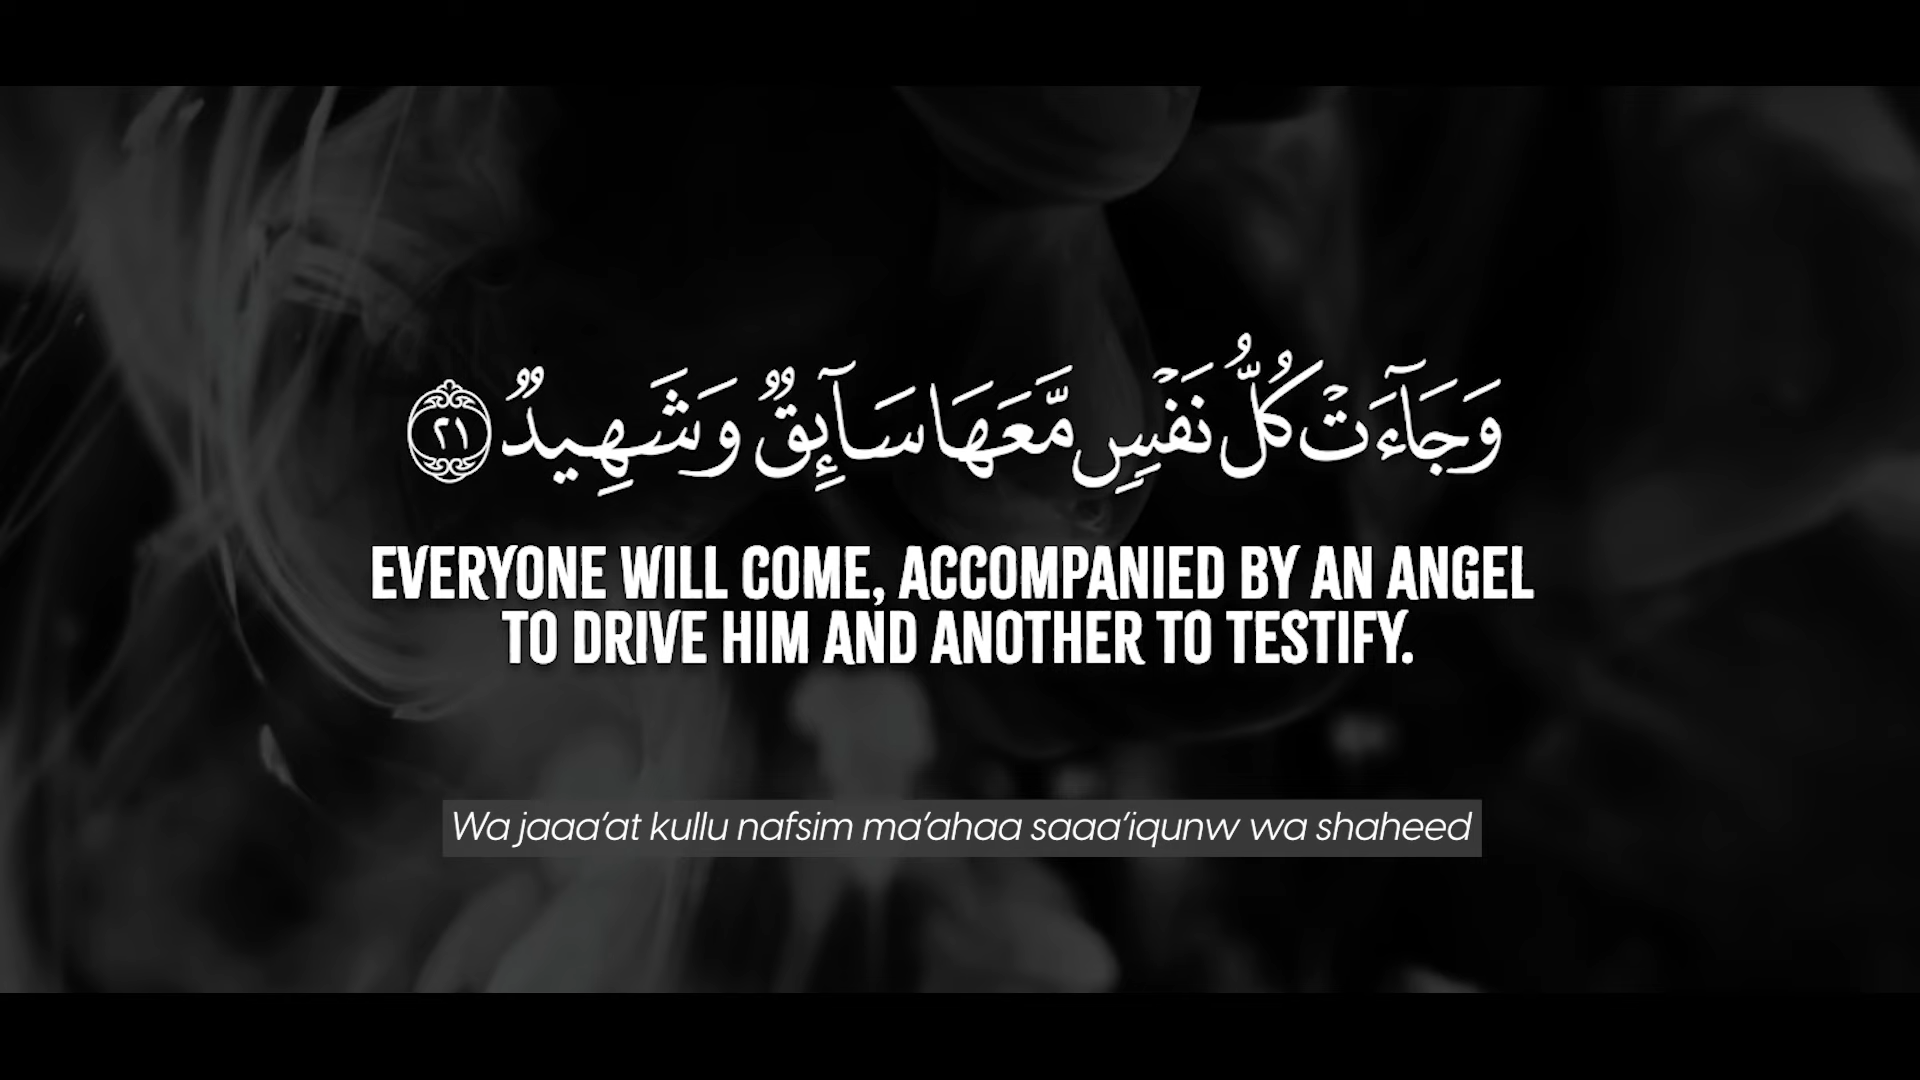 وَجَآءَتْ كُلُّ نَفْسٍ مَّعَهَا سَآئِقٌ وَشَهِيدٌ ٢١
EVERYONE WILL COME, ACCOMPANIED BY AN ANGEL
TO DRIVE HIM AND ANOTHER TO TESTIFY.
Wa jaaa'at kullu nafsim ma'ahaa saaa'iqunw wa shaheed